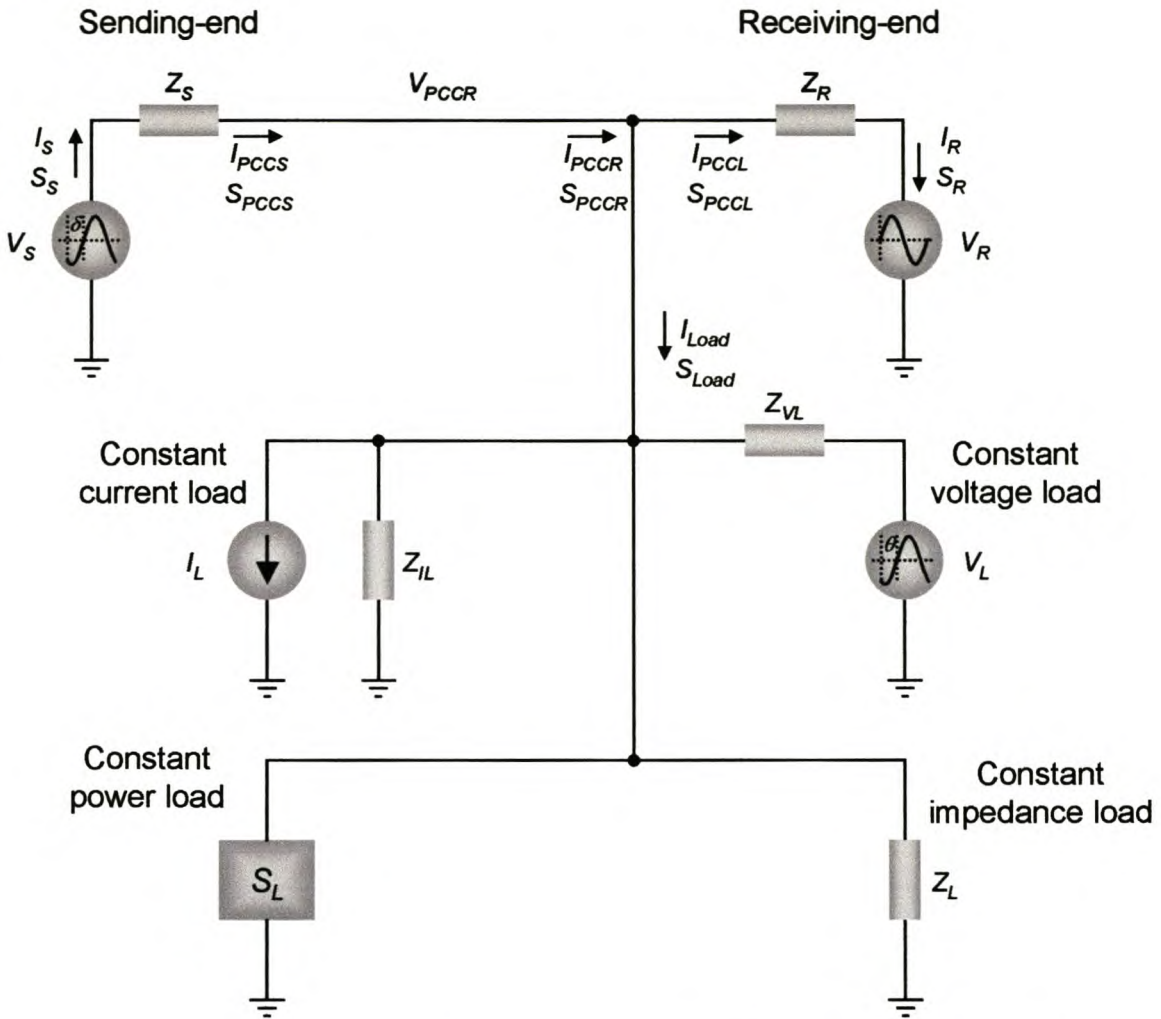 Sending-end
Receiving-end
Z_S
V_PCCR
Z_R
I_S
S_S
I_PCCS
S_PCCS
I_PCCR
S_PCCR
I_PCCL
S_PCCL
I_R
S_R
V_S
δ
V_R
I_Load
S_Load
Z_VL
Constant
current load
Constant
voltage load
I_L
Z_IL
θ
V_L
Constant
power load
Constant
impedance load
S_L
Z_L